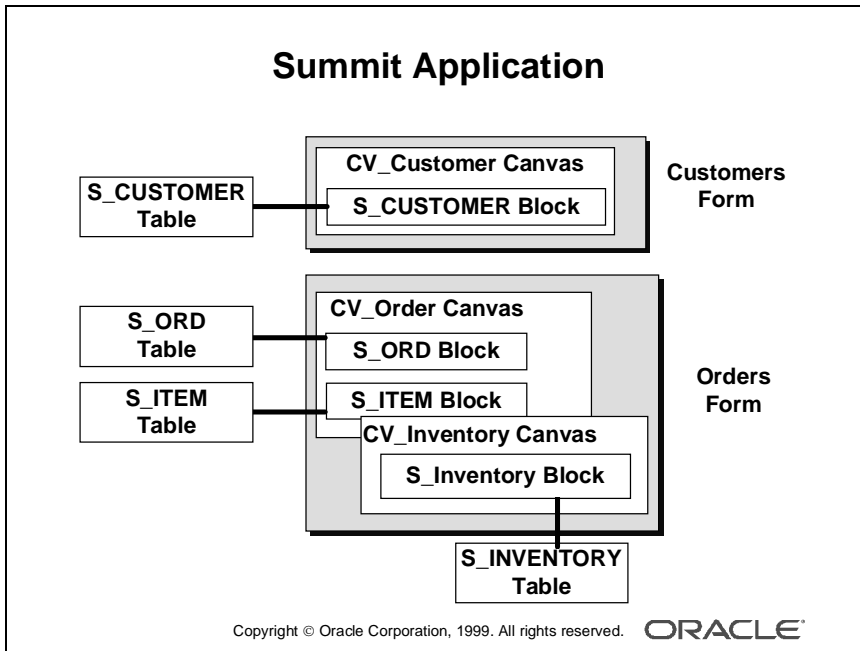 Summit Application
CV_Customer Canvas
S_CUSTOMER Block
S_CUSTOMER
Table
Customers
Form
CV_Order Canvas
S_ORD
Table
S_ORD Block
S_ITEM
Table
S_ITEM Block
Orders
Form
CV_Inventory Canvas
S_Inventory Block
S_INVENTORY
Table
Copyright © Oracle Corporation, 1999. All rights reserved.
ORACLE®